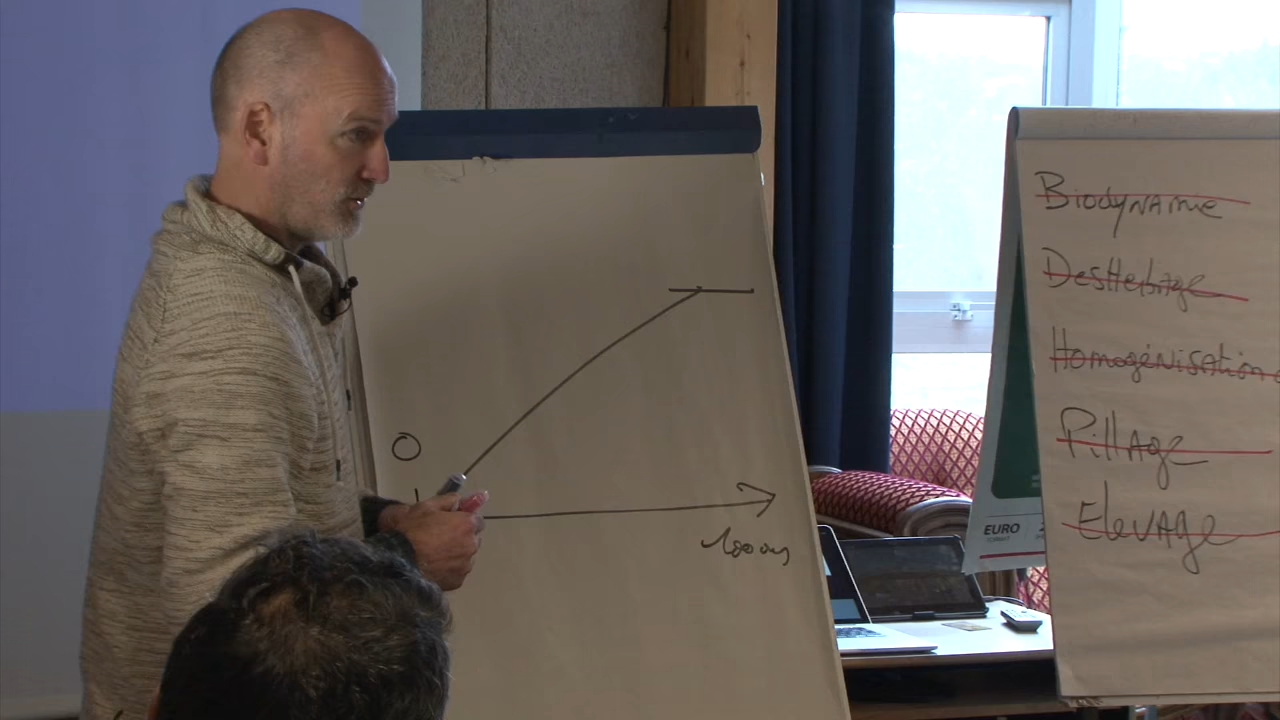 O
Biodynamie
Desherbage
Homogénisation
Pillage
Elevage
EURO